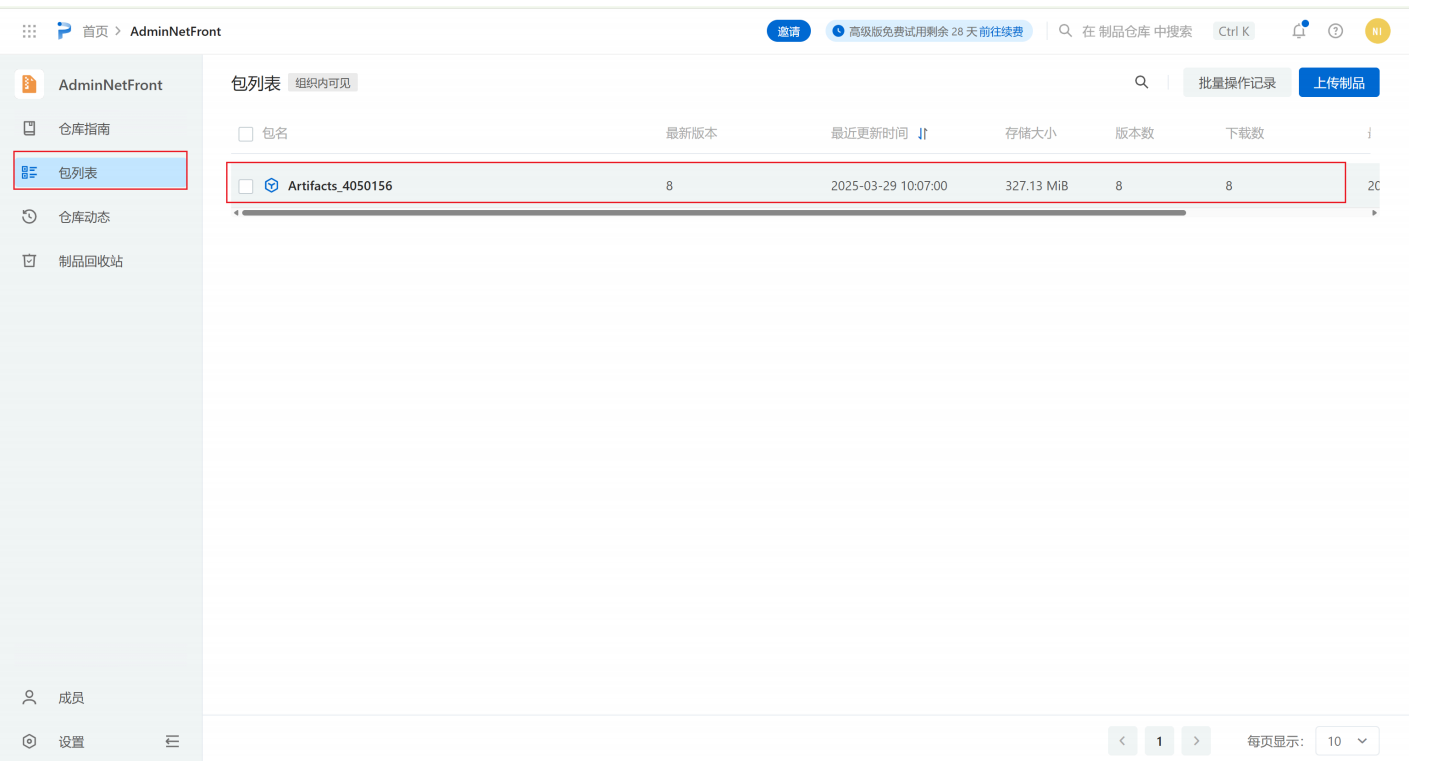 首页 > AdminNetFront 邀请 高级版免费试用剩余 28 天 前往续费 在 制品仓库 中搜索 Ctrl K NI
AdminNetFront
仓库指南
包列表
仓库动态
制品回收站
成员
设置
包列表 组织内可见 批量操作记录 上传制品
包名 最新版本 最近更新时间 存储大小 版本数 下载数
Artifacts_4050156 8 2025-03-29 10:07:00 327.13 MiB 8 8 20
1 每页显示: 10